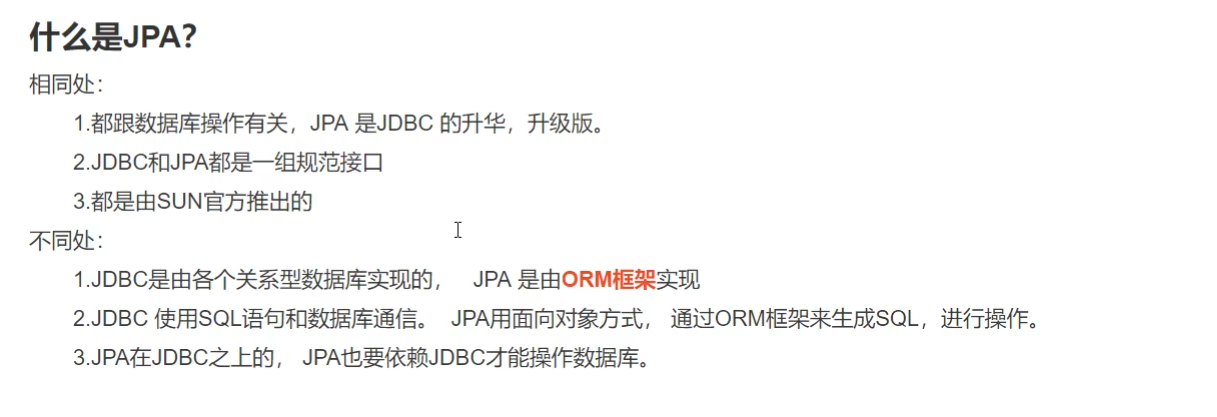 什么是JPA？
相同处：
1.都跟数据库操作有关，JPA 是JDBC 的升华，升级版。
2.JDBC和JPA都是一组规范接口
3.都是由SUN官方推出的
不同处：
1.JDBC是由各个关系型数据库实现的， JPA 是由ORM框架实现
2.JDBC 使用SQL语句和数据库通信。 JPA用面向对象方式， 通过ORM框架来生成SQL，进行操作。
3.JPA在JDBC之上的， JPA也要依赖JDBC才能操作数据库。